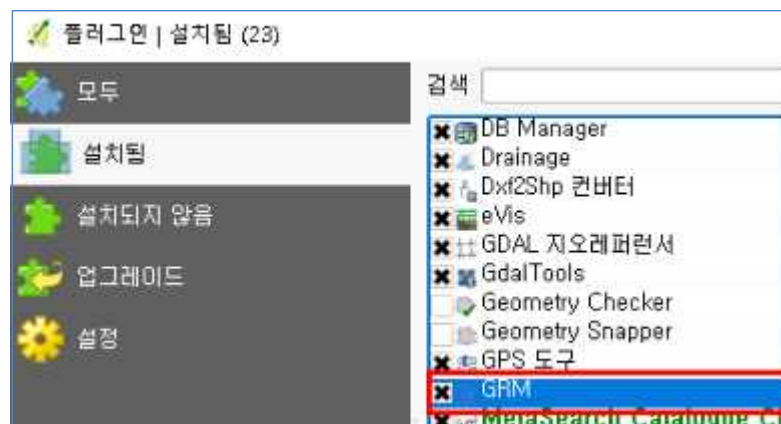 플러그인 | 설치됨 (23)
모두
설치됨
설치되지 않음
업그레이드
설정
검색
DB Manager
Drainage
Dxf2Shp 컨버터
eVis
GDAL 지오레퍼런서
GdalTools
Geometry Checker
Geometry Snapper
GPS 도구
GRM
MetaSearch Catalogue C